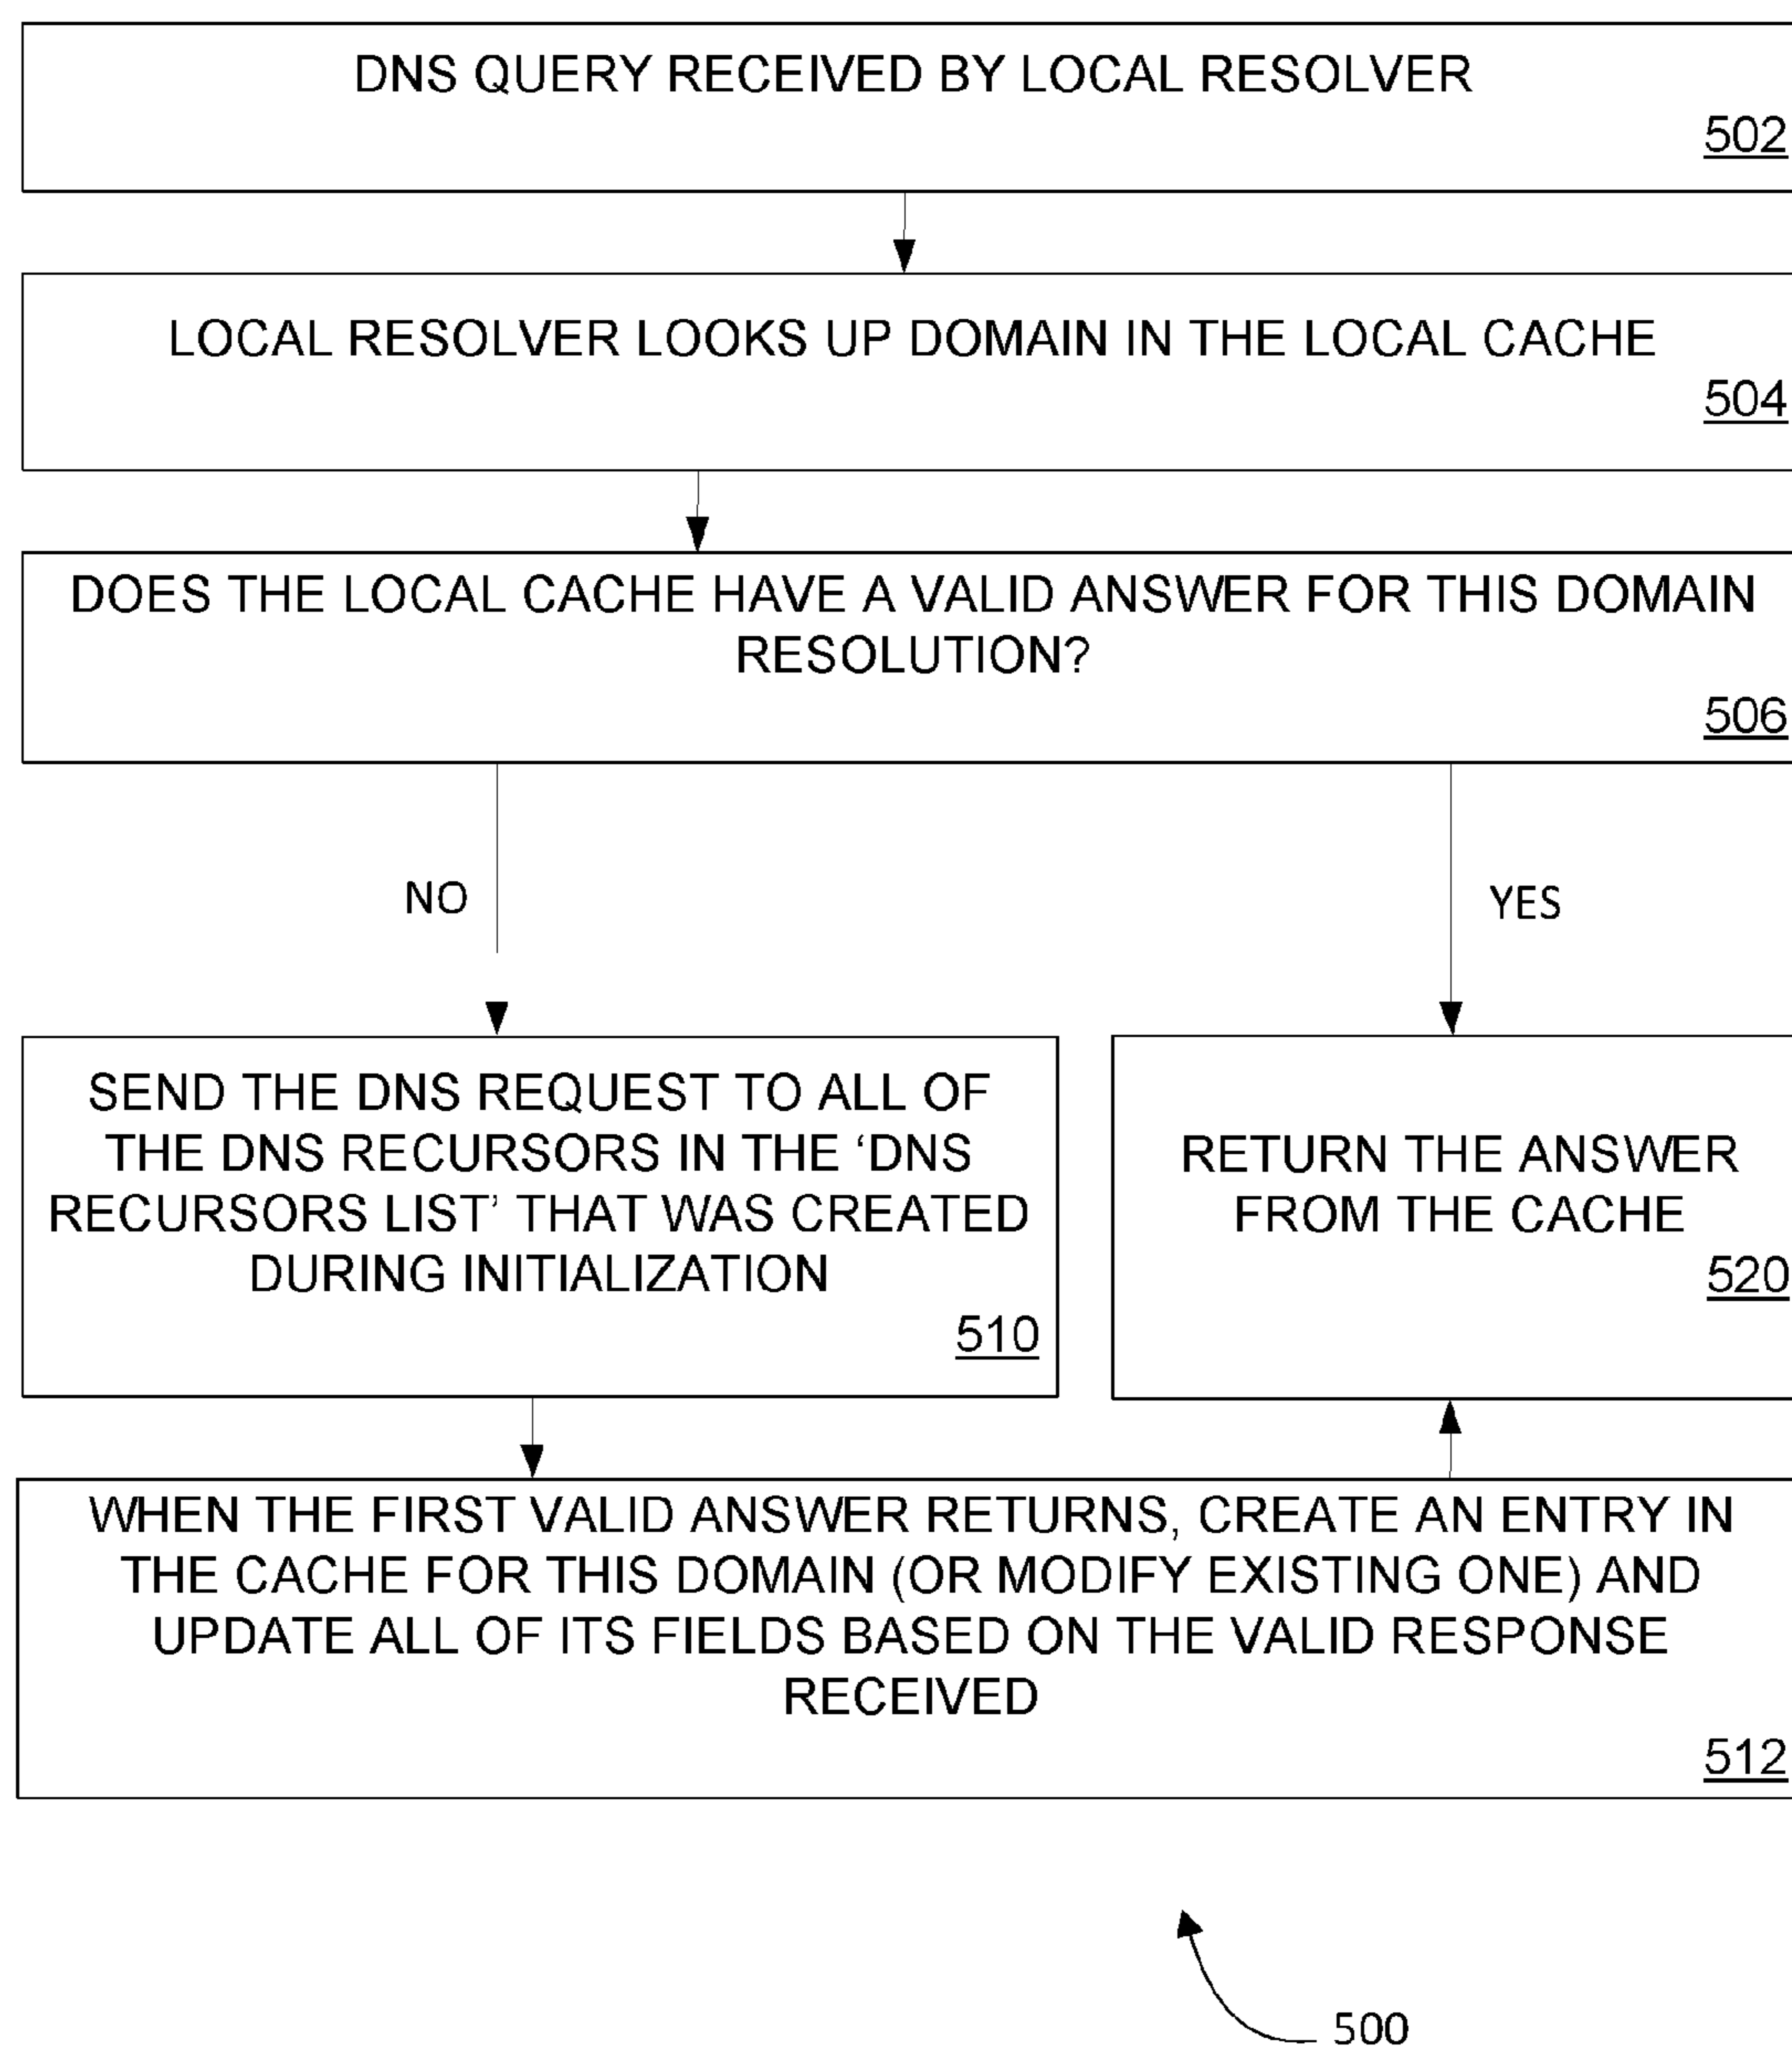 DNS QUERY RECEIVED BY LOCAL RESOLVER
502
LOCAL RESOLVER LOOKS UP DOMAIN IN THE LOCAL CACHE
504
DOES THE LOCAL CACHE HAVE A VALID ANSWER FOR THIS DOMAIN
RESOLUTION?
506
NO
YES
SEND THE DNS REQUEST TO ALL OF
THE DNS RECURSORS IN THE ‘DNS
RECURSORS LIST’ THAT WAS CREATED
DURING INITIALIZATION
510
RETURN THE ANSWER
FROM THE CACHE
520
WHEN THE FIRST VALID ANSWER RETURNS, CREATE AN ENTRY IN
THE CACHE FOR THIS DOMAIN (OR MODIFY EXISTING ONE) AND
UPDATE ALL OF ITS FIELDS BASED ON THE VALID RESPONSE
RECEIVED
512
500